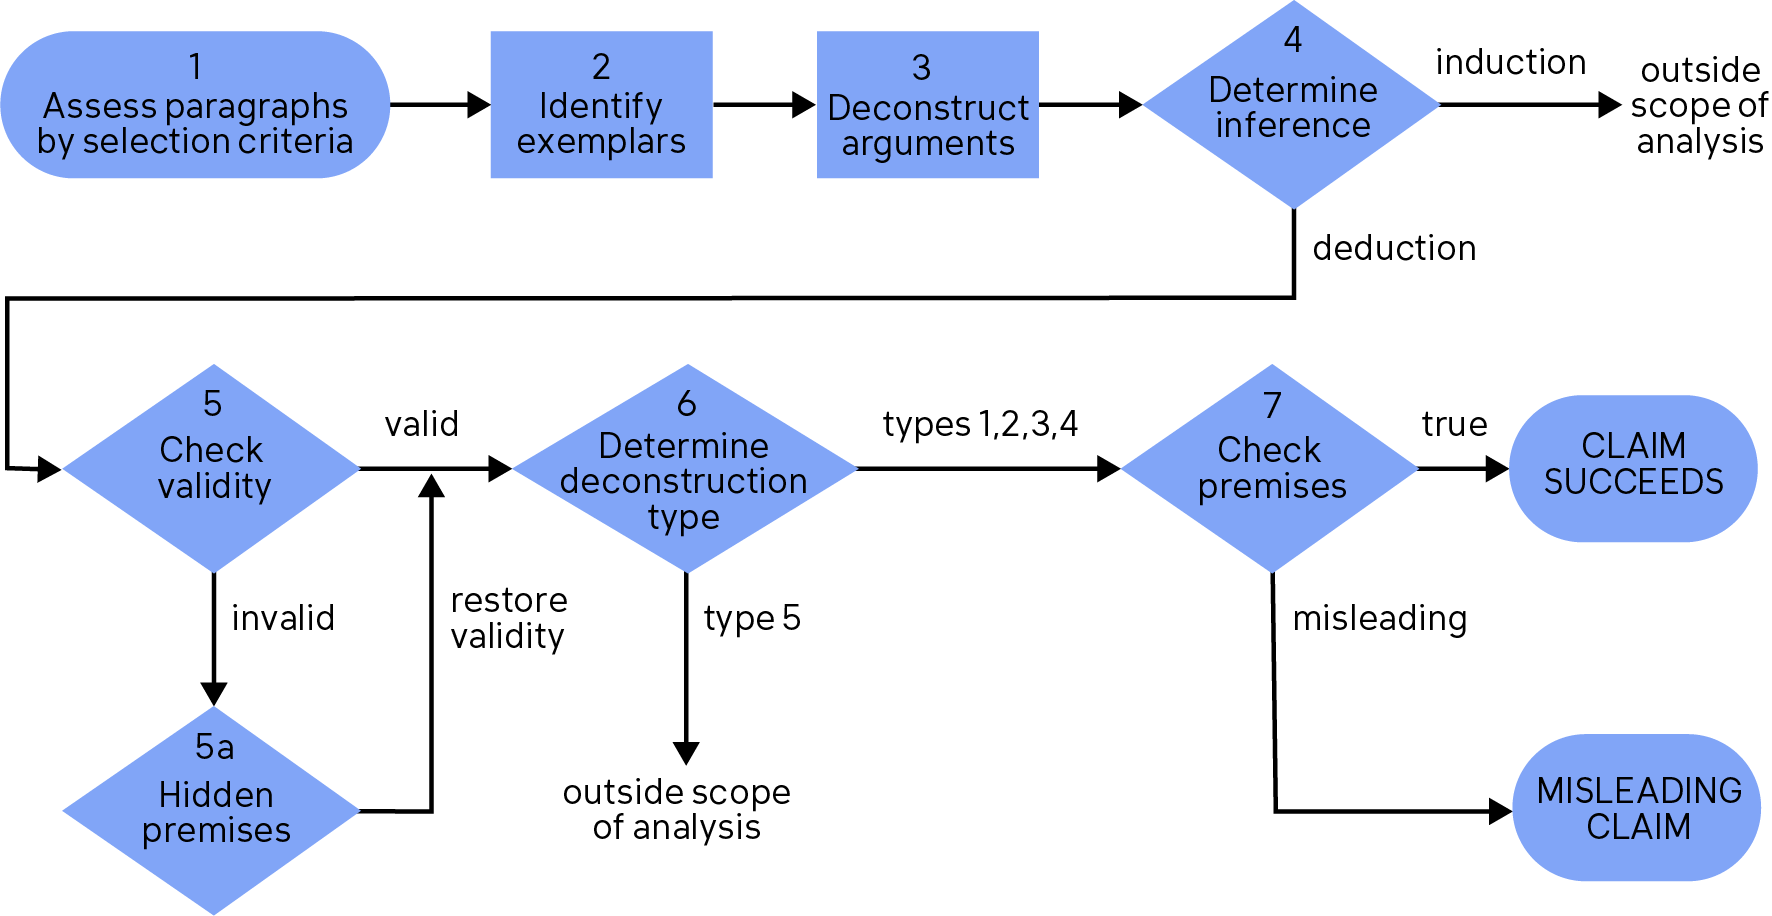 1
Assess paragraphs
by selection criteria
2
Identify
exemplars
3
Deconstruct
arguments
4
Determine
inference
induction
outside
scope of
analysis
deduction
5
Check
validity
valid
6
Determine
deconstruction
type
types 1,2,3,4
7
Check
premises
true
CLAIM
SUCCEEDS
invalid
restore
validity
type 5
misleading
5a
Hidden
premises
outside scope
of analysis
MISLEADING
CLAIM